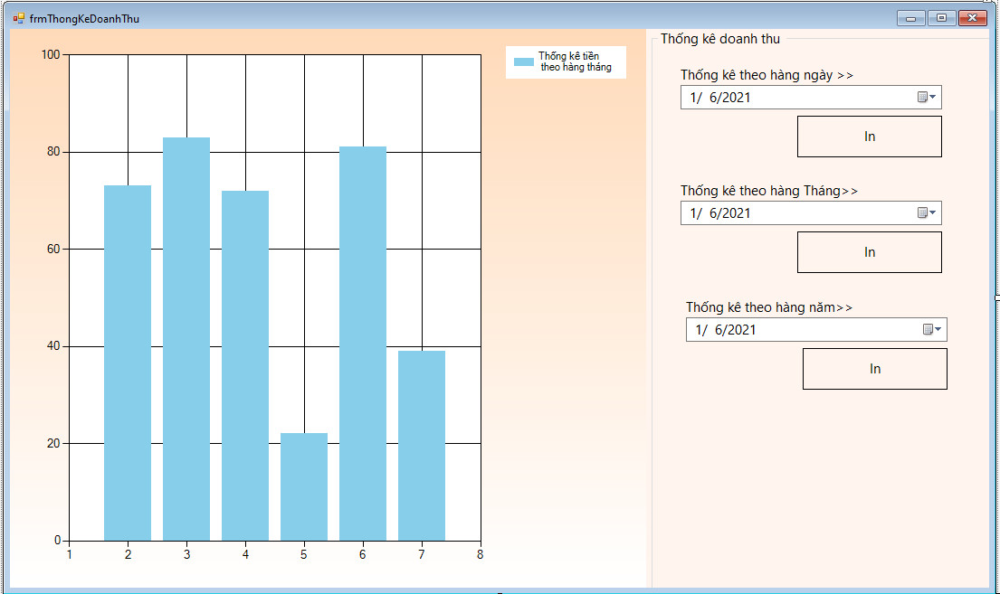 frmThongKeDoanhThu
100
80
60
40
20
0
1 2 3 4 5 6 7 8
Thống kê tiền
theo hàng tháng
Thống kê doanh thu
Thống kê theo hàng ngày >>
1/ 6/2021
In
Thống kê theo hàng Tháng>>
1/ 6/2021
In
Thống kê theo hàng năm>>
1/ 6/2021
In